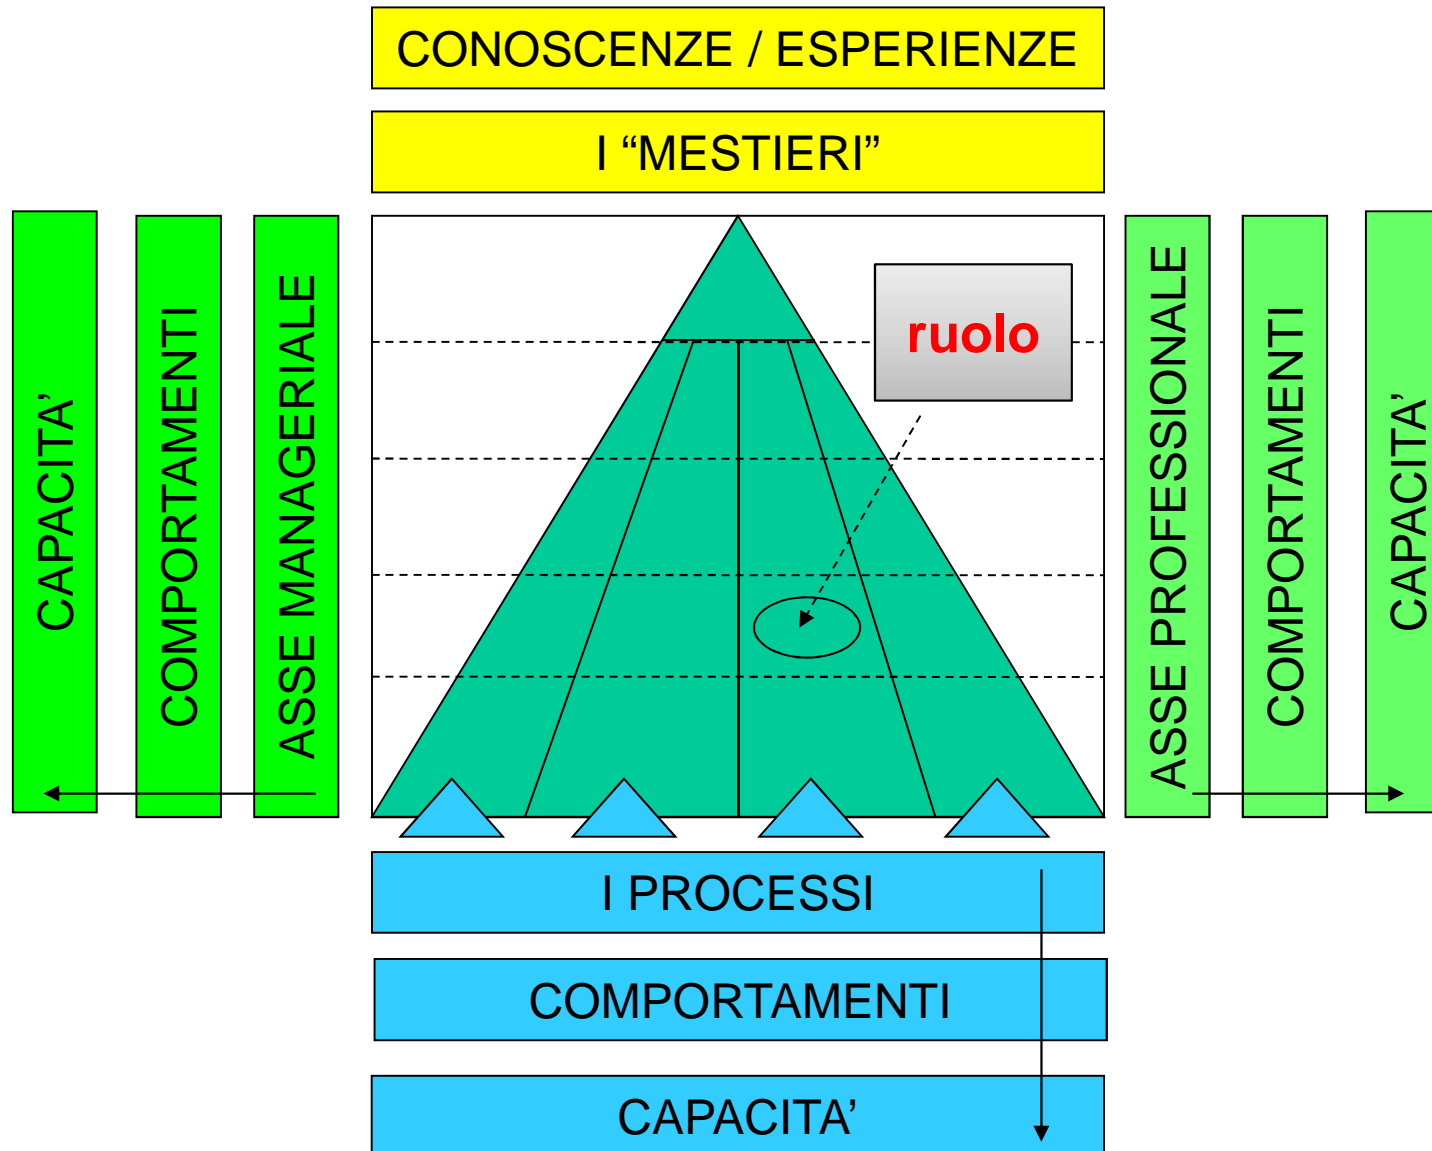 CONOSCENZE / ESPERIENZE
I “MESTIERI”
CAPACITA’
COMPORTAMENTI
ASSE MANAGERIALE
ruolo
ASSE PROFESSIONALE
COMPORTAMENTI
CAPACITA’
I PROCESSI
COMPORTAMENTI
CAPACITA’